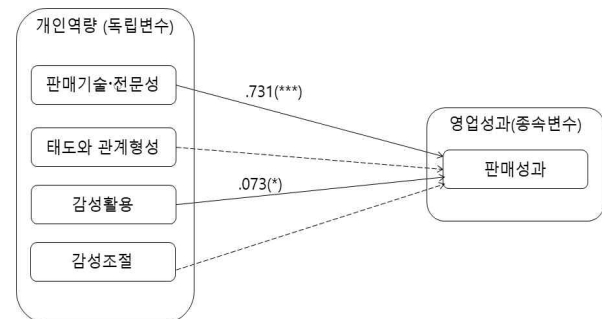 개인역량 (독립변수)
판매기술·전문성
.731(***)
영업성과(종속변수)
태도와 관계형성
판매성과
.073(*)
감성활용
감성조절